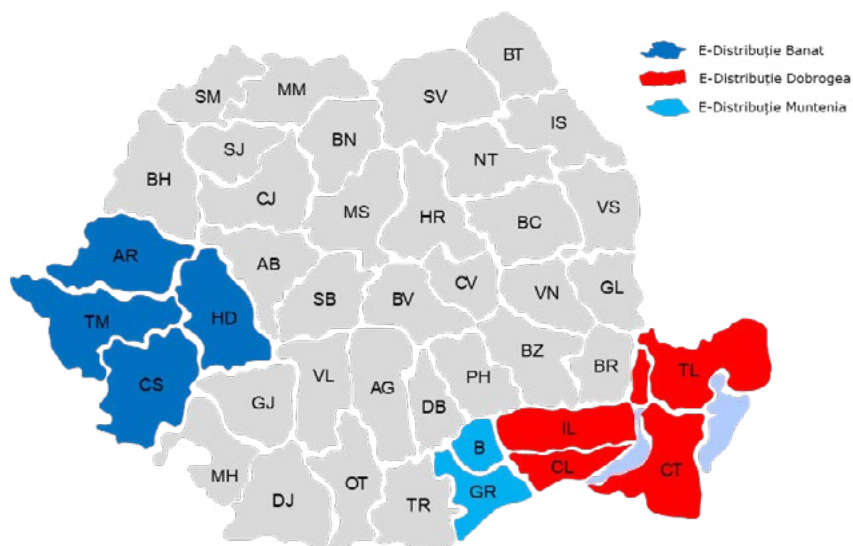 BT
E-Distribuție Banat
E-Distribuție Dobrogea
E-Distribuție Muntenia
SM
MM
SV
IS
SJ
BN
NT
BH
CJ
MS
HR
BC
VS
AR
AB
SB
BV
CV
VN
GL
TM
HD
CS
VL
AG
PH
BZ
BR
TL
GJ
DB
IL
B
CL
CT
MH
DJ
OT
TR
GR